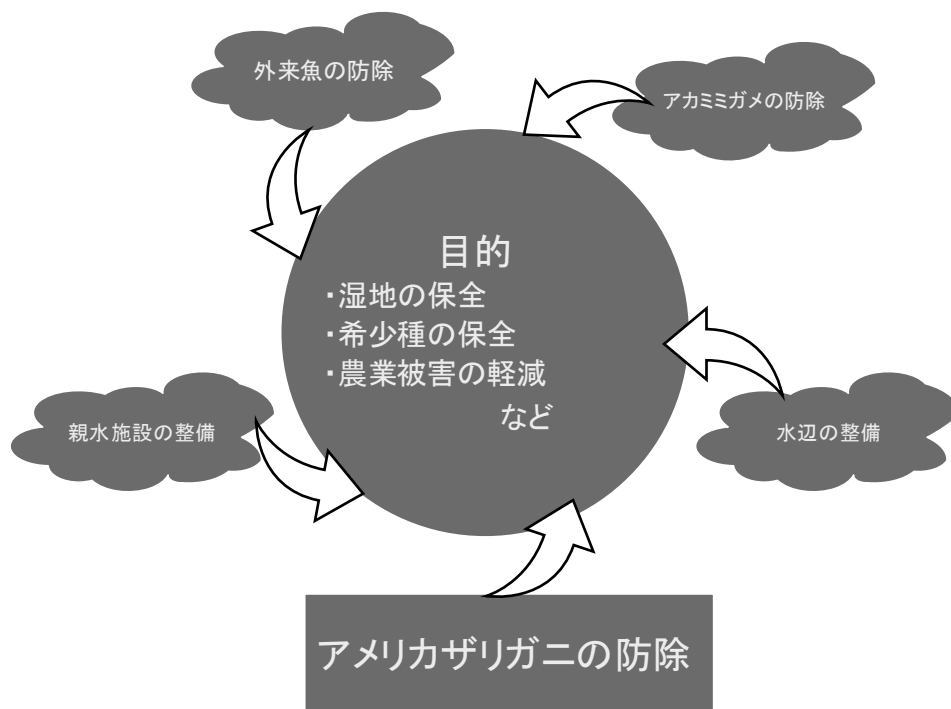 外来魚の防除
アカミミガメの防除
目的
・湿地の保全
・希少種の保全
・農業被害の軽減
など
親水施設の整備
水辺の整備
アメリカザリガニの防除